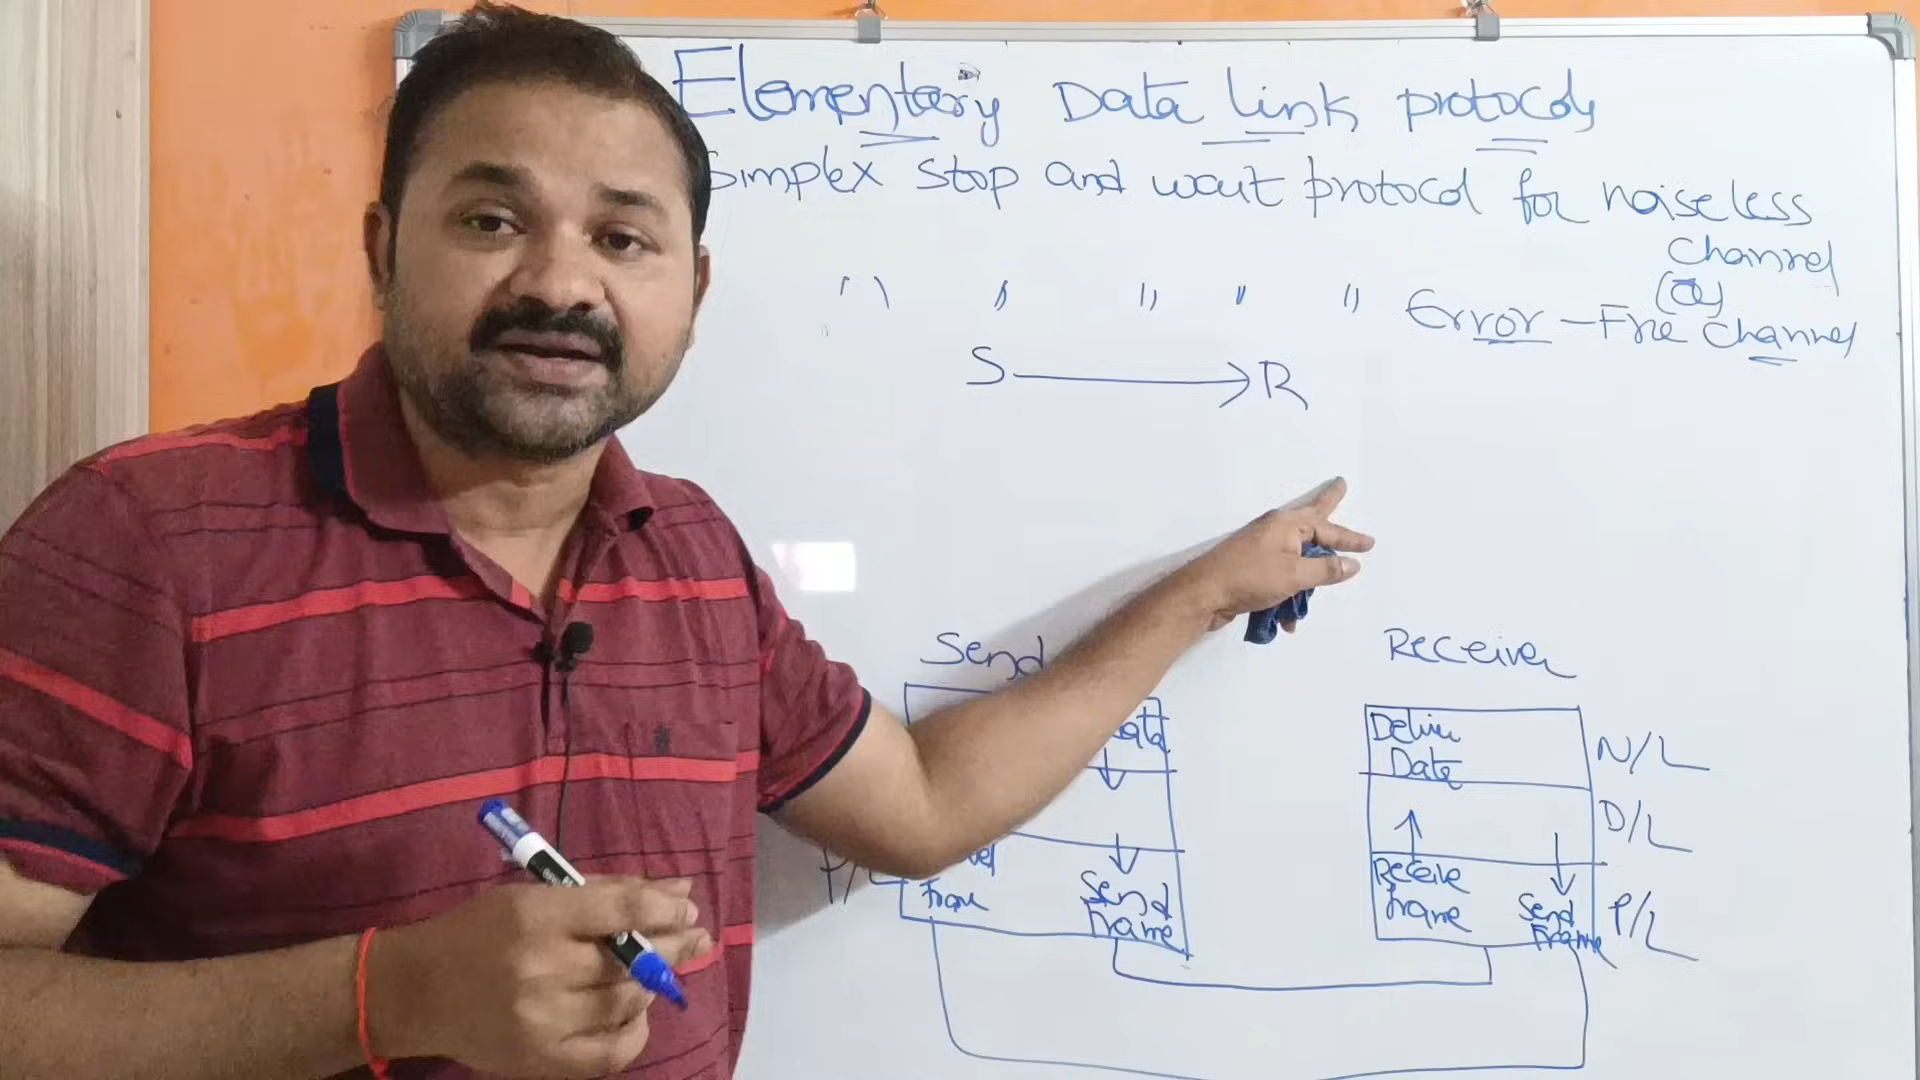 Elementary Data Link protocols
Simplex stop and wait protocol for noiseless
Channel
(Or)
" " " " " Error-Free Channel
S R
Send
Receiver
Deliver
Data
N/L
D/L
Frame
Send
Frame
Receive
frame
Send
Frame
P/L
P/L